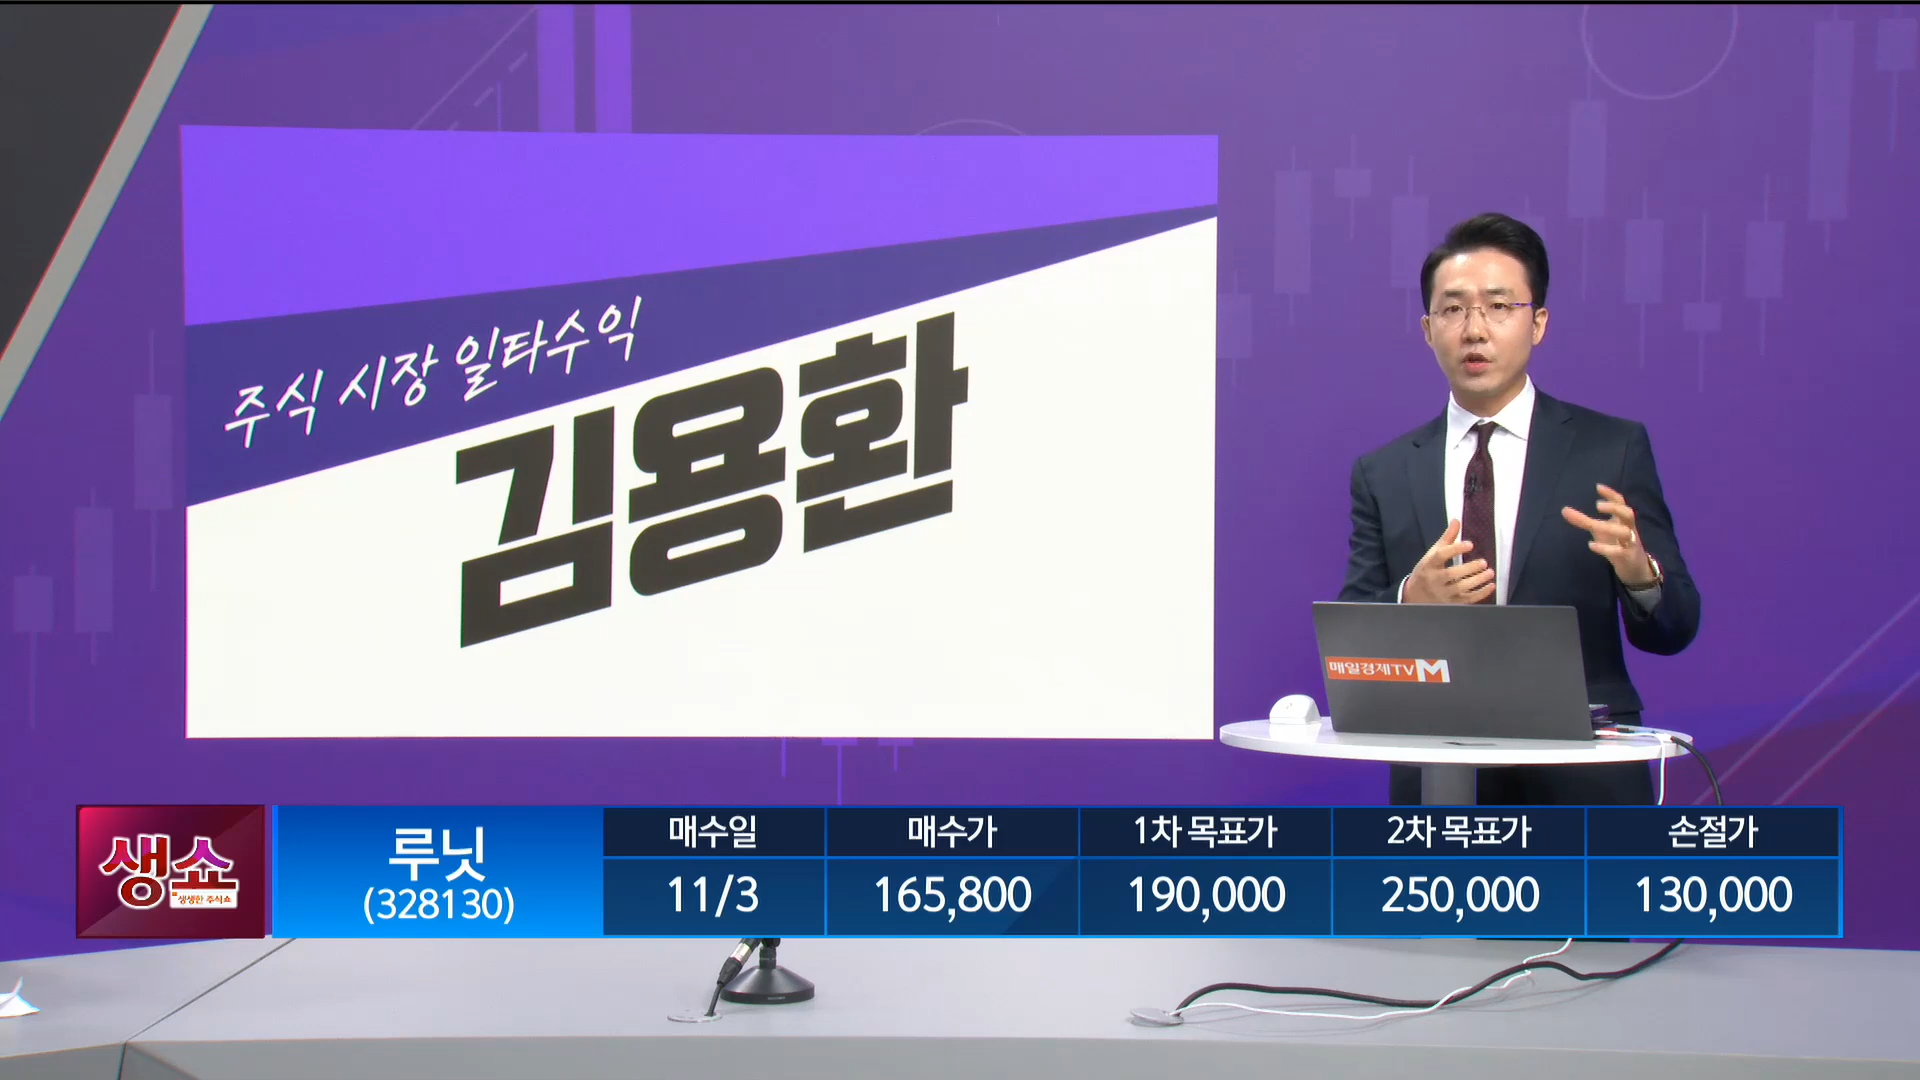 주식 시장 일타수익
김용환
매일경제TV M
생쇼
생생한 주식쇼
루닛
(328130)
매수일 매수가 1차 목표가 2차 목표가 손절가
11/3 165,800 190,000 250,000 130,000